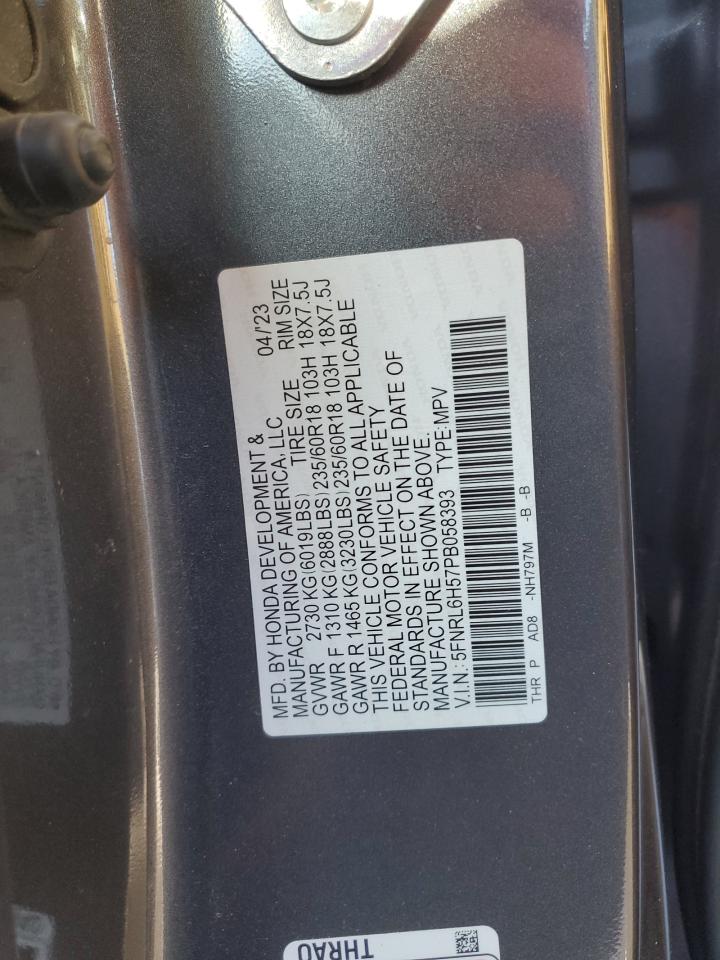 MFD. BY HONDA DEVELOPMENT &
MANUFACTURING OF AMERICA, LLC 04/'23
GVWR 2730 KG(6019LBS) TIRE SIZE RIM SIZE
GAWR F 1310 KG(2888LBS) 235/60R18 103H 18X7.5J
GAWR R 1465 KG(3230LBS) 235/60R18 103H 18X7.5J
THIS VEHICLE CONFORMS TO ALL APPLICABLE
FEDERAL MOTOR VEHICLE SAFETY
STANDARDS IN EFFECT ON THE DATE OF
MANUFACTURE SHOWN ABOVE.
V.I.N.: 5FNRL6H57PB058393 TYPE:MPV
THR P AD8 -NH797M -B -B
THRAO